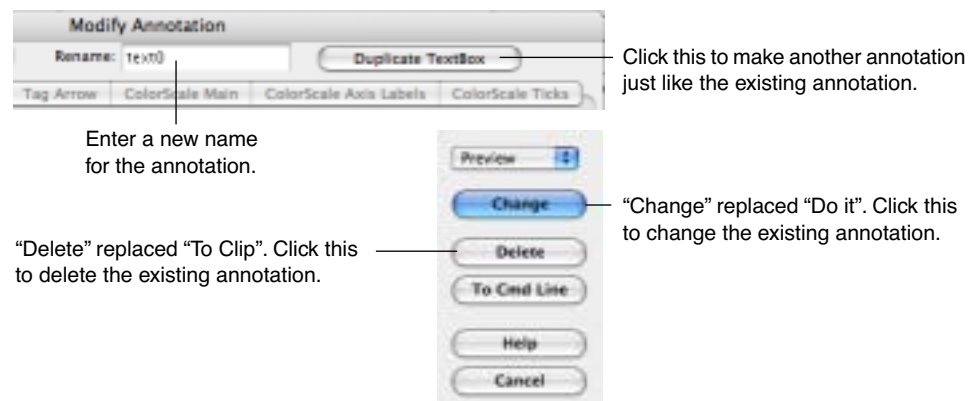 Modify Annotation
Rename: text0
Duplicate TextBox
Click this to make another annotation
just like the existing annotation.
Tag Arrow
ColorScale Main
ColorScale Axis Labels
ColorScale Ticks
Enter a new name
for the annotation.
Preview
Change
“Change” replaced “Do it”. Click this
to change the existing annotation.
“Delete” replaced “To Clip”. Click this
to delete the existing annotation.
Delete
To Cmd Line
Help
Cancel